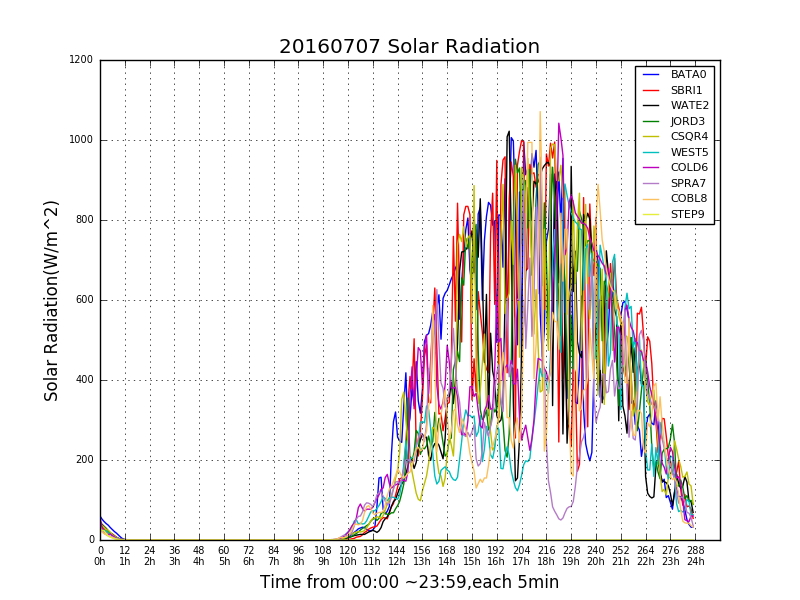 20160707 Solar Radiation
1200
1000
800
600
400
200
0
Solar Radiation(W/m^2)
BATA0
SBRI1
WATE2
JORD3
CSQR4
WEST5
COLD6
SPRA7
COBL8
STEP9
0 12 24 36 48 60 72 84 96 108 120 132 144 156 168 180 192 204 216 228 240 252 264 276 288
0h 1h 2h 3h 4h 5h 6h 7h 8h 9h 10h 11h 12h 13h 14h 15h 16h 17h 18h 19h 20h 21h 22h 23h 24h
Time from 00:00 ~23:59,each 5min